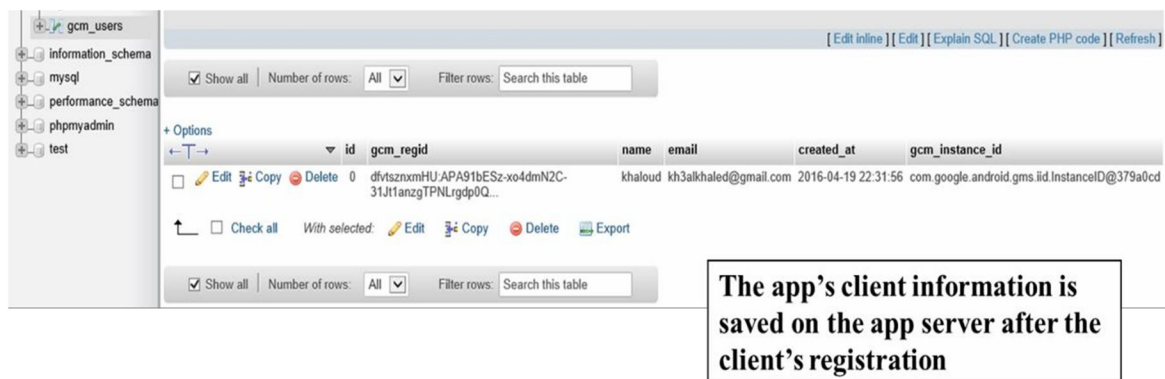 gcm_users
information_schema
mysql
performance_schema
phpmyadmin
test
[ Edit inline ] [ Edit ] [ Explain SQL ] [ Create PHP code ] [ Refresh ]
Show all Number of rows: All Filter rows: Search this table
+ Options
←T→ id gcm_regid name email created_at gcm_instance_id
Edit Copy Delete 0 dfvtsznxmHU:APA91bESz-xo4dmN2C- khaloud kh3alkhaled@gmail.com 2016-04-19 22:31:56 com.google.android.gms.iid.InstanceID@379a0cd
31Jt1anzgTPNLrgdp0Q...
Check all With selected: Edit Copy Delete Export
Show all Number of rows: All Filter rows: Search this table
The app's client information is
saved on the app server after the
client's registration